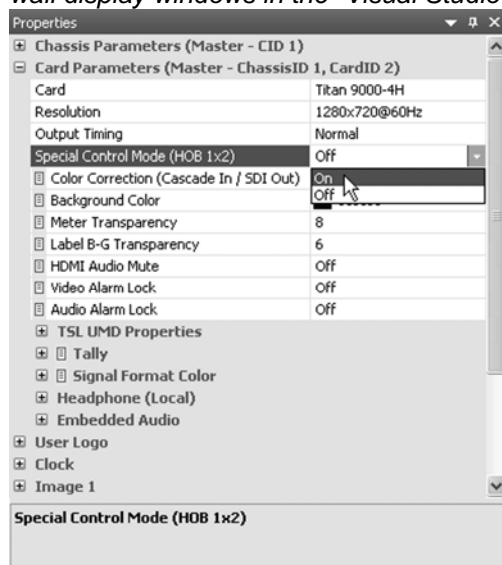 wall display windows in the "Visual Studio
Properties
Chassis Parameters (Master - CID 1)
Card Parameters (Master - ChassisID 1, CardID 2)
Card Titan 9000-4H
Resolution 1280x720@60Hz
Output Timing Normal
Special Control Mode (HOB 1x2) Off
Color Correction (Cascade In / SDI Out) On
Background Color Off
Meter Transparency 8
Label B-G Transparency 6
HDMI Audio Mute Off
Video Alarm Lock Off
Audio Alarm Lock Off
TSL UMD Properties
Tally
Signal Format Color
Headphone (Local)
Embedded Audio
User Logo
Clock
Image 1
Special Control Mode (HOB 1x2)